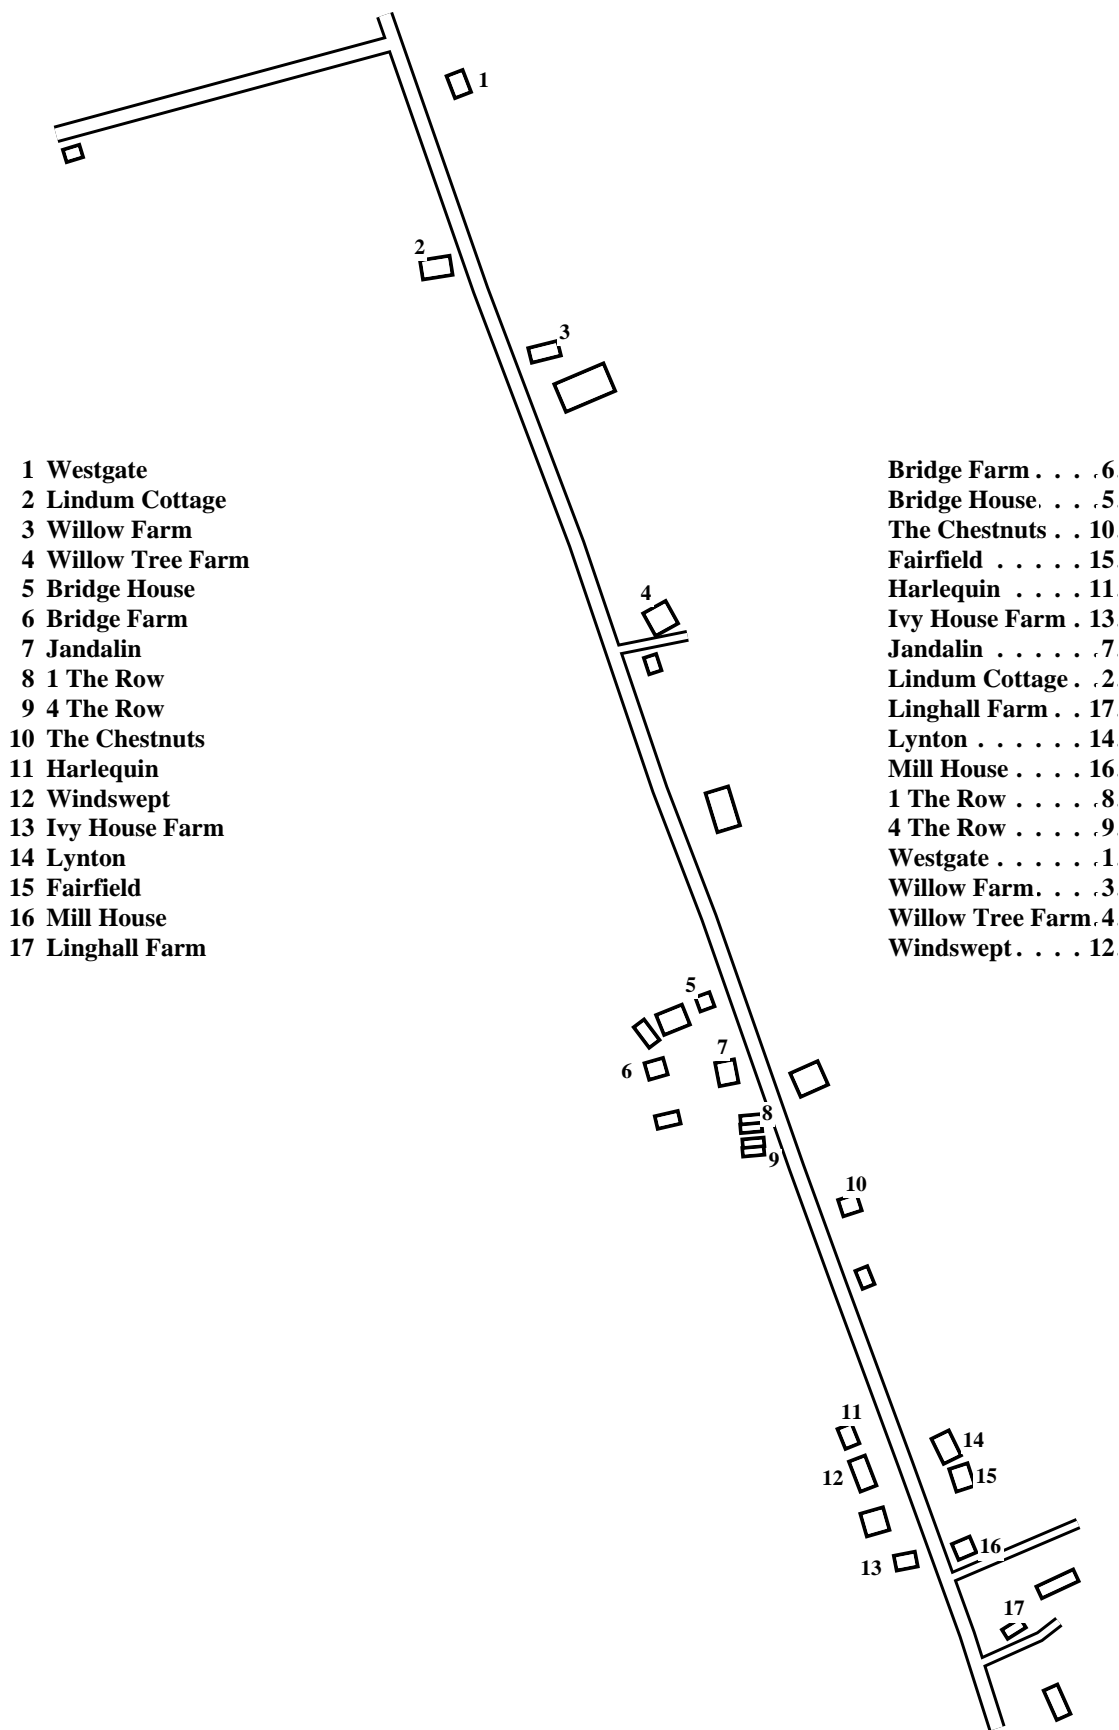 1
2
3
1 Westgate
2 Lindum Cottage
3 Willow Farm
4 Willow Tree Farm
5 Bridge House
6 Bridge Farm
7 Jandalin
8 1 The Row
9 4 The Row
10 The Chestnuts
11 Harlequin
12 Windswept
13 Ivy House Farm
14 Lynton
15 Fairfield
16 Mill House
17 Linghall Farm
Bridge Farm . . . . 6
Bridge House . . . . 5
The Chestnuts . . 10
Fairfield . . . . . 15
Harlequin . . . . 11
Ivy House Farm . 13
Jandalin . . . . . . 7
Lindum Cottage . . 2
Linghall Farm . . 17
Lynton . . . . . . 14
Mill House . . . . 16
1 The Row . . . . . 8
4 The Row . . . . . 9
Westgate . . . . . . 1
Willow Farm . . . . 3
Willow Tree Farm . 4
Windswept . . . . 12
4
5
6
7
8
9
10
11
12
13
14
15
16
17